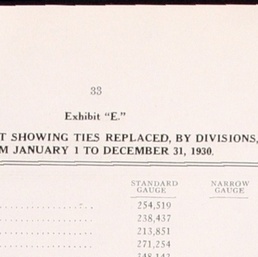 33
Exhibit "E."
T SHOWING TIES REPLACED, BY DIVISIONS,
M JANUARY 1 TO DECEMBER 31, 1930.
STANDARD GAUGE NARROW GAUGE
254,519
238,437
213,851
271,254